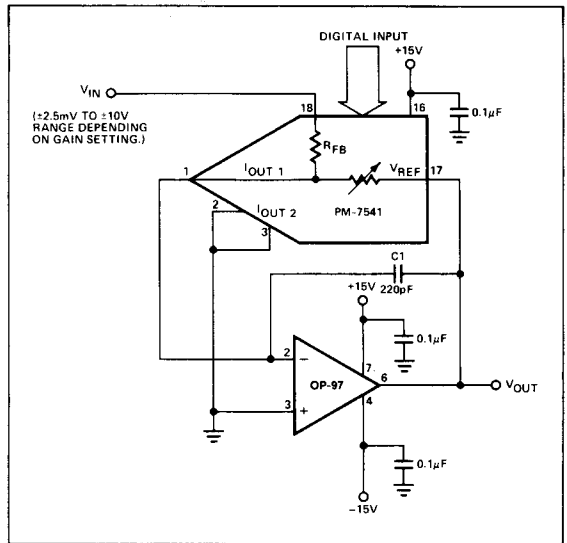 DIGITAL INPUT
+15V
VIN
(±2.5mV TO ±10V
RANGE DEPENDING
ON GAIN SETTING.)
18
16
0.1µF
RFB
1
IOUT 1
VREF
17
2
IOUT 2
3
PM-7541
C1
220pF
+15V
0.1µF
2
−
7
6
OP-97
VOUT
3
+
4
0.1µF
−15V